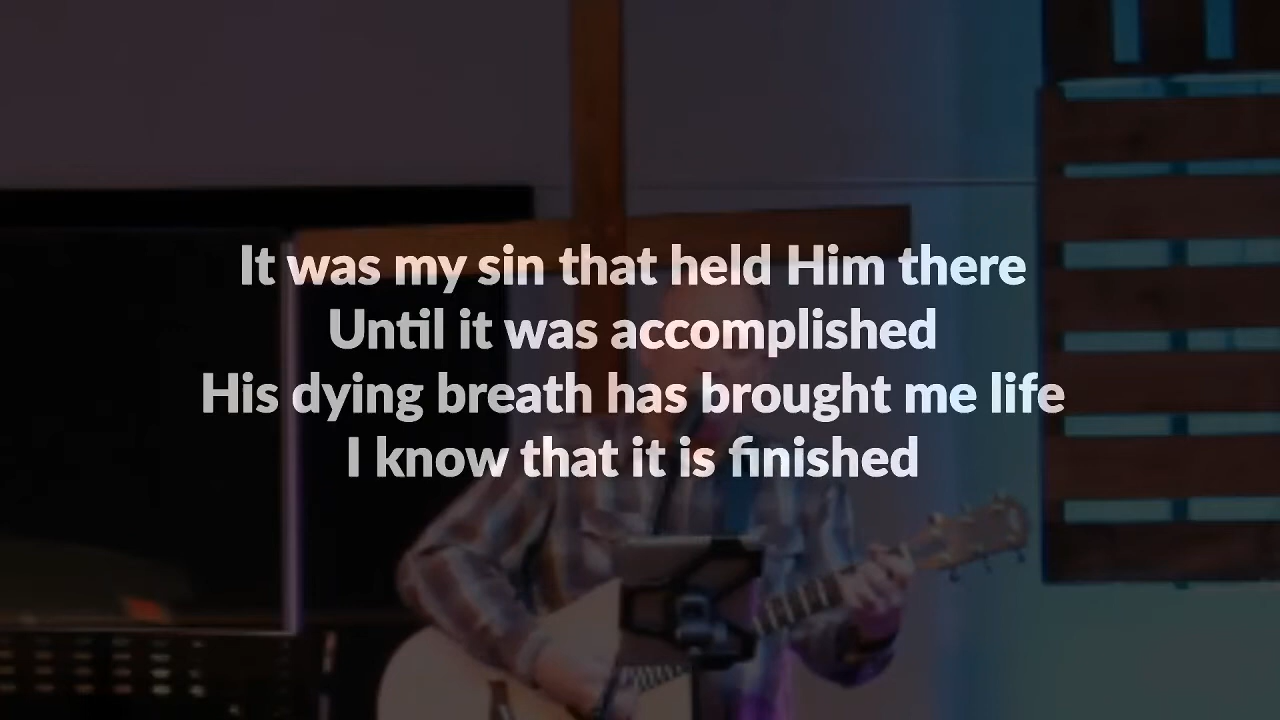 It was my sin that held Him there
Until it was accomplished
His dying breath has brought me life
I know that it is finished